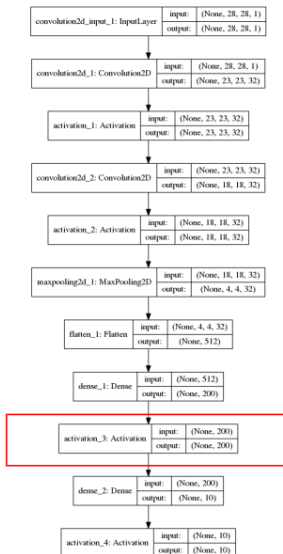 convolution2d_input_1: InputLayer input: (None, 28, 28, 1)
output: (None, 28, 28, 1)
convolution2d_1: Convolution2D input: (None, 28, 28, 1)
output: (None, 23, 23, 32)
activation_1: Activation input: (None, 23, 23, 32)
output: (None, 23, 23, 32)
convolution2d_2: Convolution2D input: (None, 23, 23, 32)
output: (None, 18, 18, 32)
activation_2: Activation input: (None, 18, 18, 32)
output: (None, 18, 18, 32)
maxpooling2d_1: MaxPooling2D input: (None, 18, 18, 32)
output: (None, 4, 4, 32)
flatten_1: Flatten input: (None, 4, 4, 32)
output: (None, 512)
dense_1: Dense input: (None, 512)
output: (None, 200)
activation_3: Activation input: (None, 200)
output: (None, 200)
dense_2: Dense input: (None, 200)
output: (None, 10)
activation_4: Activation input: (None, 10)
output: (None, 10)